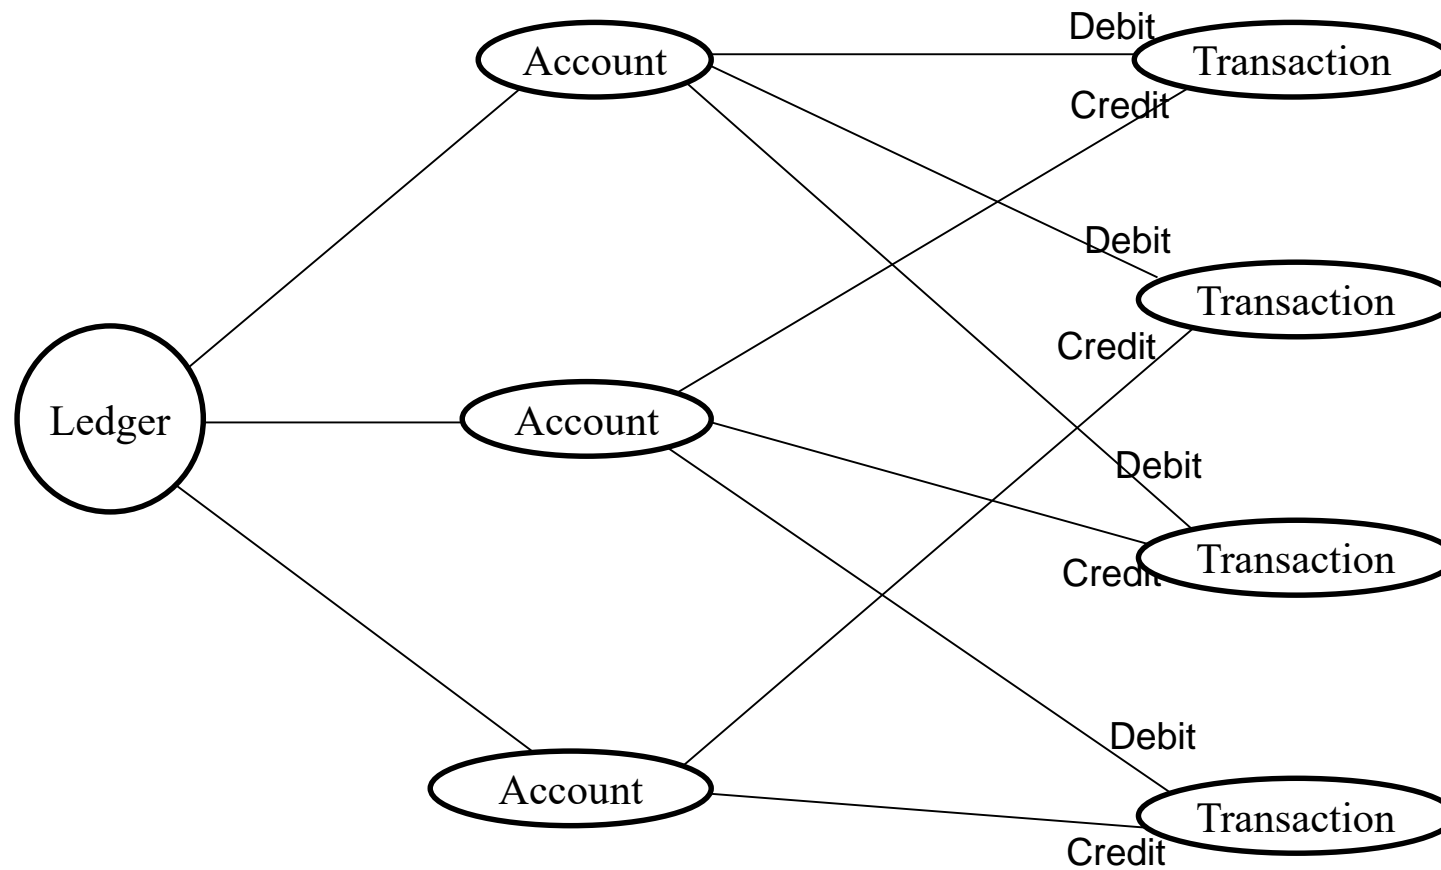 Debit
Account
Transaction
Credit
Debit
Transaction
Credit
Ledger
Account
Debit
Transaction
Credit
Debit
Account
Transaction
Credit